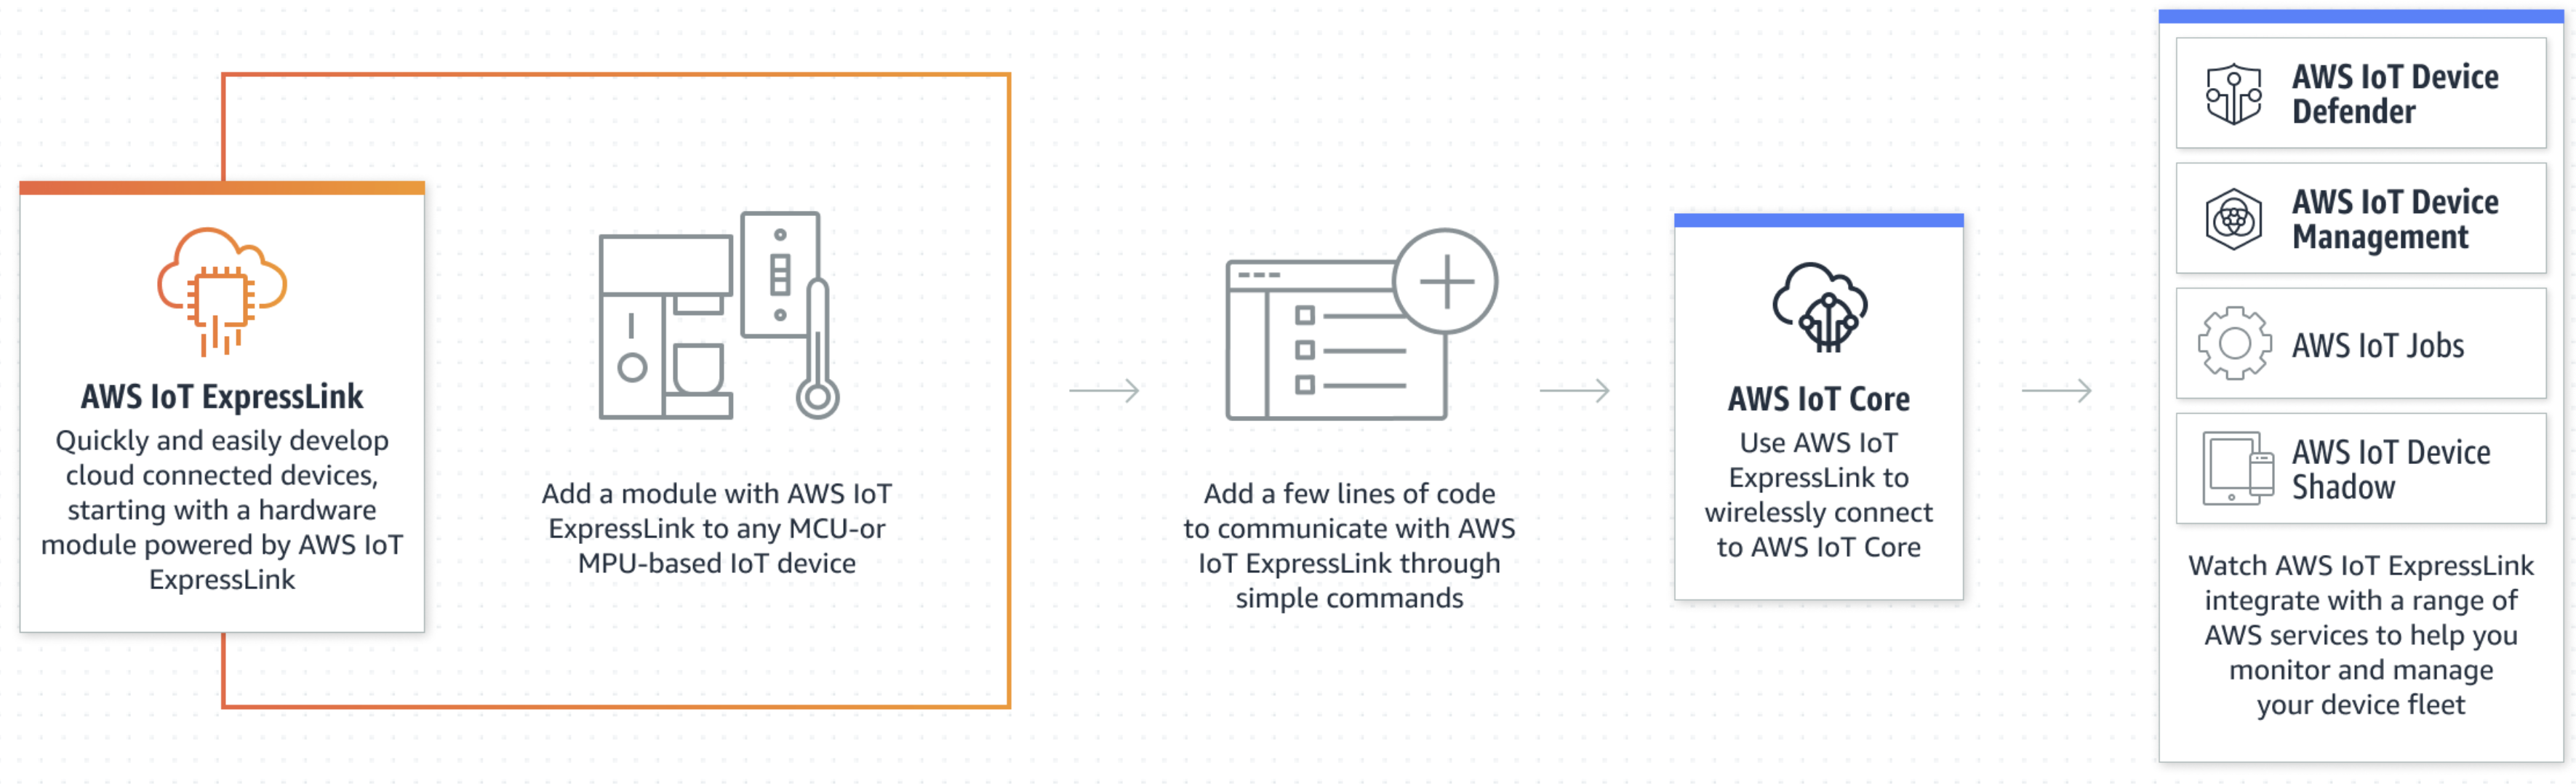 AWS IoT ExpressLink
Quickly and easily develop
cloud connected devices,
starting with a hardware
module powered by AWS IoT
ExpressLink
Add a module with AWS IoT
ExpressLink to any MCU-or
MPU-based IoT device
Add a few lines of code
to communicate with AWS
IoT ExpressLink through
simple commands
AWS IoT Core
Use AWS IoT
ExpressLink to
wirelessly connect
to AWS IoT Core
AWS IoT Device
Defender
AWS IoT Device
Management
AWS IoT Jobs
AWS IoT Device
Shadow
Watch AWS IoT ExpressLink
integrate with a range of
AWS services to help you
monitor and manage
your device fleet